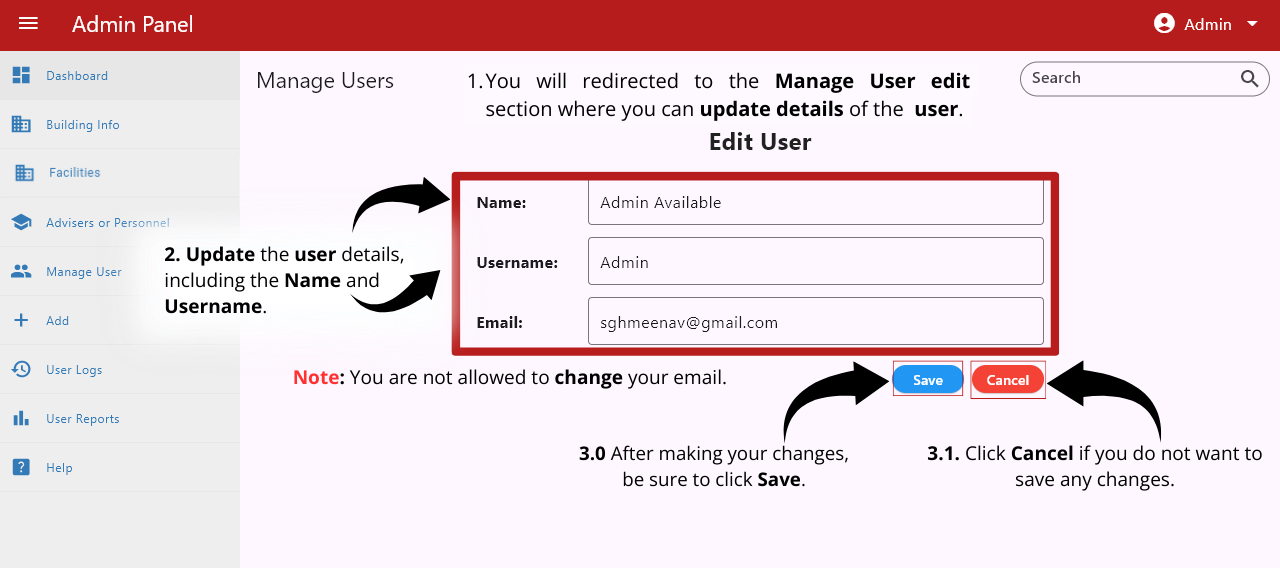 Admin Panel
Admin
Dashboard
Building Info
Facilities
Advisers or Personnel
Manage User
Add
User Logs
User Reports
Help
Manage Users
1. You will redirected to the Manage User edit
section where you can update details of the user.
Search
Edit User
Name:
Admin Available
Username:
Admin
Email:
sghmeenav@gmail.com
2. Update the user details,
including the Name and
Username.
Note: You are not allowed to change your email.
Save
Cancel
3.0 After making your changes,
be sure to click Save.
3.1. Click Cancel if you do not want to
save any changes.